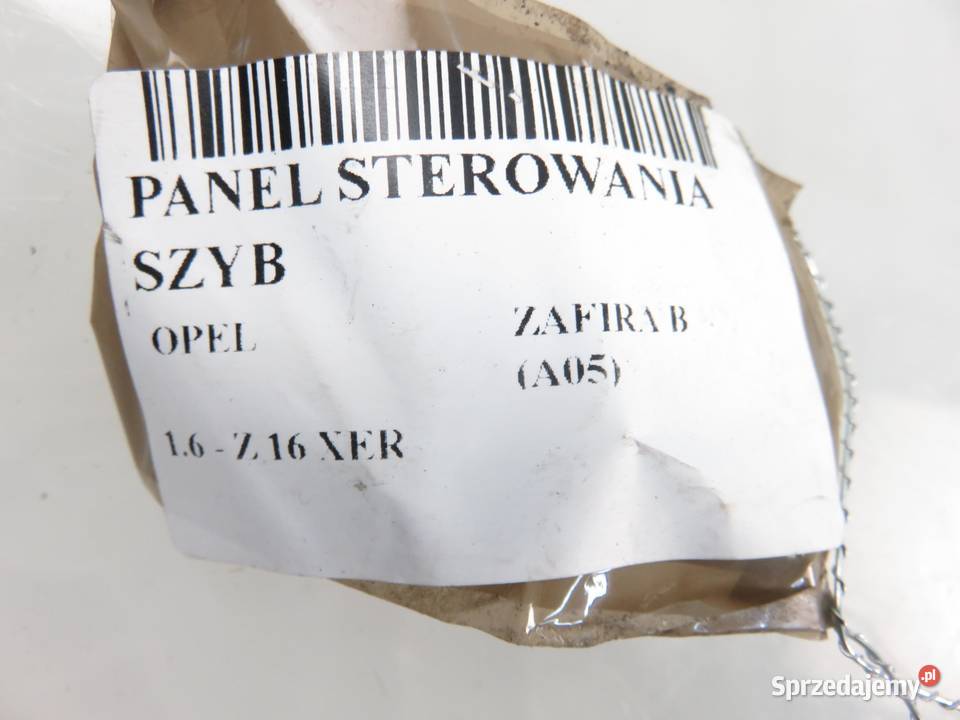 PANEL STEROWANIA
SZYB
OPEL
ZAFIRA B
(A05)
1.6 - Z 16 XER
Sprzedajemy.pl